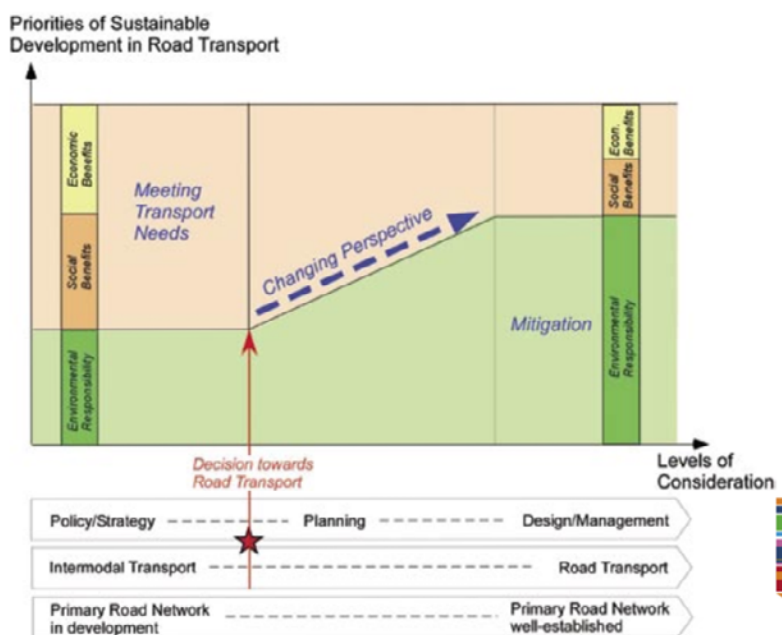 Priorities of Sustainable
Development in Road Transport
Economic
Benefits
Social
Benefits
Environmental
Responsibility
Meeting
Transport
Needs
Changing Perspective
Mitigation
Econ.
Benefits
Social
Benefits
Environmental
Responsibility
Decision towards
Road Transport
Levels of
Consideration
Policy/Strategy
Planning
Design/Management
Intermodal Transport
Road Transport
Primary Road Network
in development
Primary Road Network
well-established